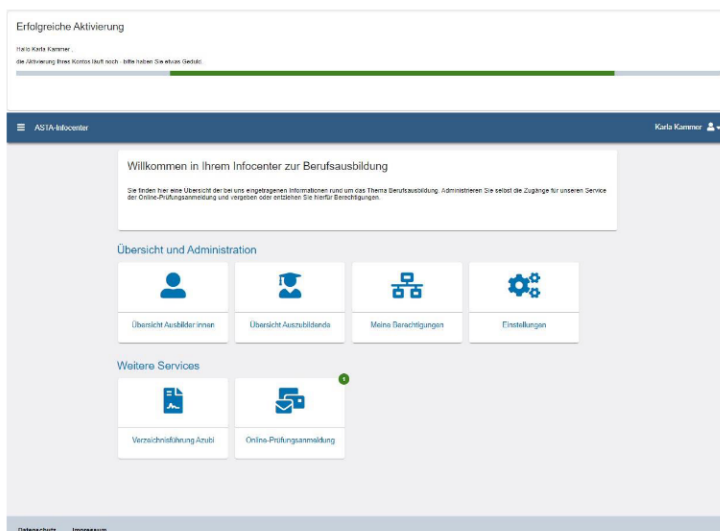 Erfolgreiche Aktivierung
Hallo Karla Kammer ,
die Aktivierung Ihres Kontos läuft noch - bitte haben Sie etwas Geduld.
ASTA-Infocenter
Karla Kammer
Willkommen in Ihrem Infocenter zur Berufsausbildung
Sie finden hier eine Übersicht der bei uns eingetragenen Informationen rund um das Thema Berufsausbildung. Administrieren Sie selbst die Zugänge für unseren Service
der Online-Prüfungsanmeldung und vergeben oder entziehen Sie hierfür Berechtigungen.
Übersicht und Administration
Übersicht Ausbilder:innen
Übersicht Auszubildende
Meine Berechtigungen
Einstellungen
Weitere Services
Verzeichnisführung Azubi
Online-Prüfungsanmeldung
Datenschutz
Impressum